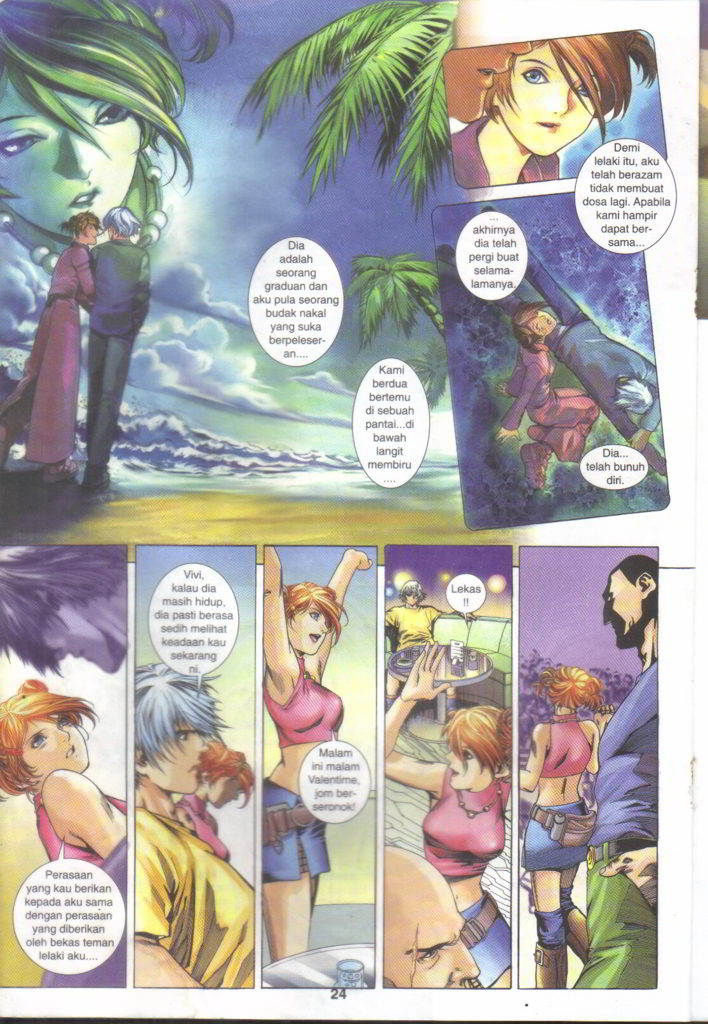 Dia
adalah
seorang
graduan dan
aku pula seorang
budak nakal
yang suka
berpeleser-
an....
Kami
berdua
bertemu
di sebuah
pantai...di
bawah
langit
membiru
....
Demi
lelaki itu, aku
telah berazam
tidak membuat
dosa lagi. Apabila
kami hampir
dapat ber-
sama...
...
akhirnya
dia telah
pergi buat
selama-
lamanya.
Dia...
telah bunuh
diri.
Perasaan
yang kau berikan
kepada aku sama
dengan perasaan
yang diberikan
oleh bekas teman
lelaki aku....
Vivi,
kalau dia
masih hidup,
dia pasti berasa
sedih melihat
keadaan kau
sekarang
ni.
Malam
ini malam
Valentime,
jom ber-
seronok!
Lekas
!!
24